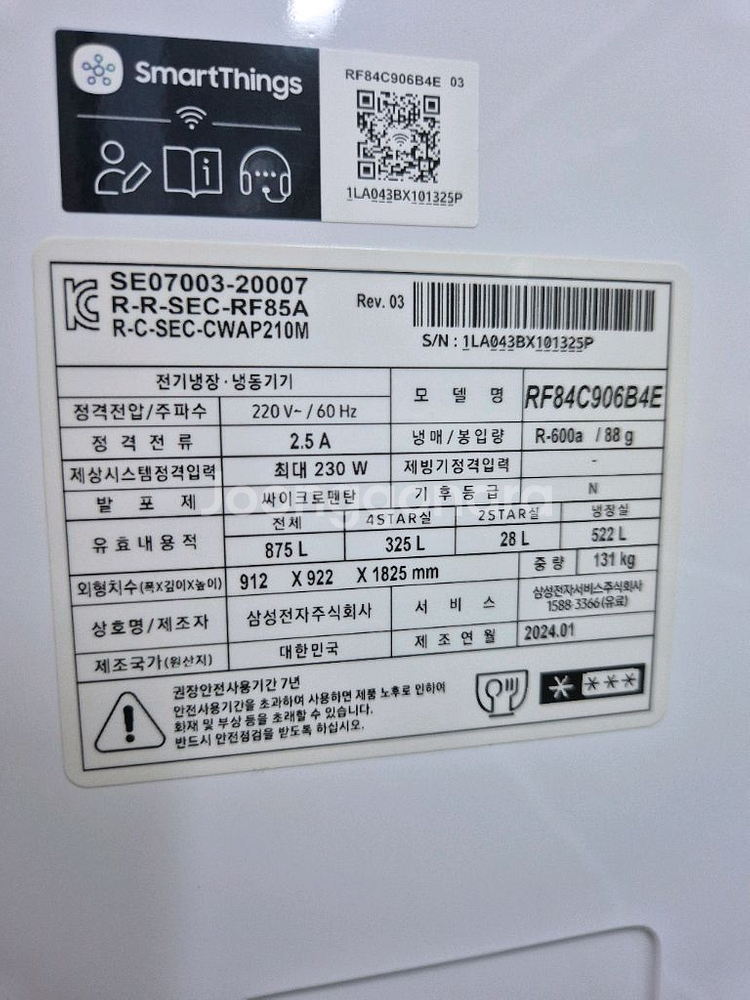 SmartThings
RF84C906B4E 03
1LA043BX101325P
SE07003-20007
R-R-SEC-RF85A
R-C-SEC-CWAP210M
Rev. 03
S/N : 1LA043BX101325P
전기냉장·냉동기기
모 델 명 RF84C906B4E
정격전압/주파수 220 V~ / 60 Hz
냉매/봉입량 R-600a / 88 g
정 격 전 류 2.5 A
제빙기정격입력 -
제상시스템정격입력 최대 230 W
기 후 등 급 N
발 포 제 싸이크로펜탄
유효내용적
전체 4STAR실 2STAR실 냉장실
875 L 325 L 28 L 522 L
외형치수(폭X깊이X높이) 912 X 922 X 1825 mm
중 량 131 kg
상호명/제조자 삼성전자주식회사
서 비 스 삼성전자서비스주식회사
1588-3366(유료)
제조국가(원산지) 대한민국
제 조 연 월 2024.01
권장안전사용기간 7년
안전사용기간을 초과하여 사용하면 제품 노후로 인하여
화재 및 부상 등을 초래할 수 있습니다.
반드시 안전점검을 받도록 하십시오.
Joonggonara